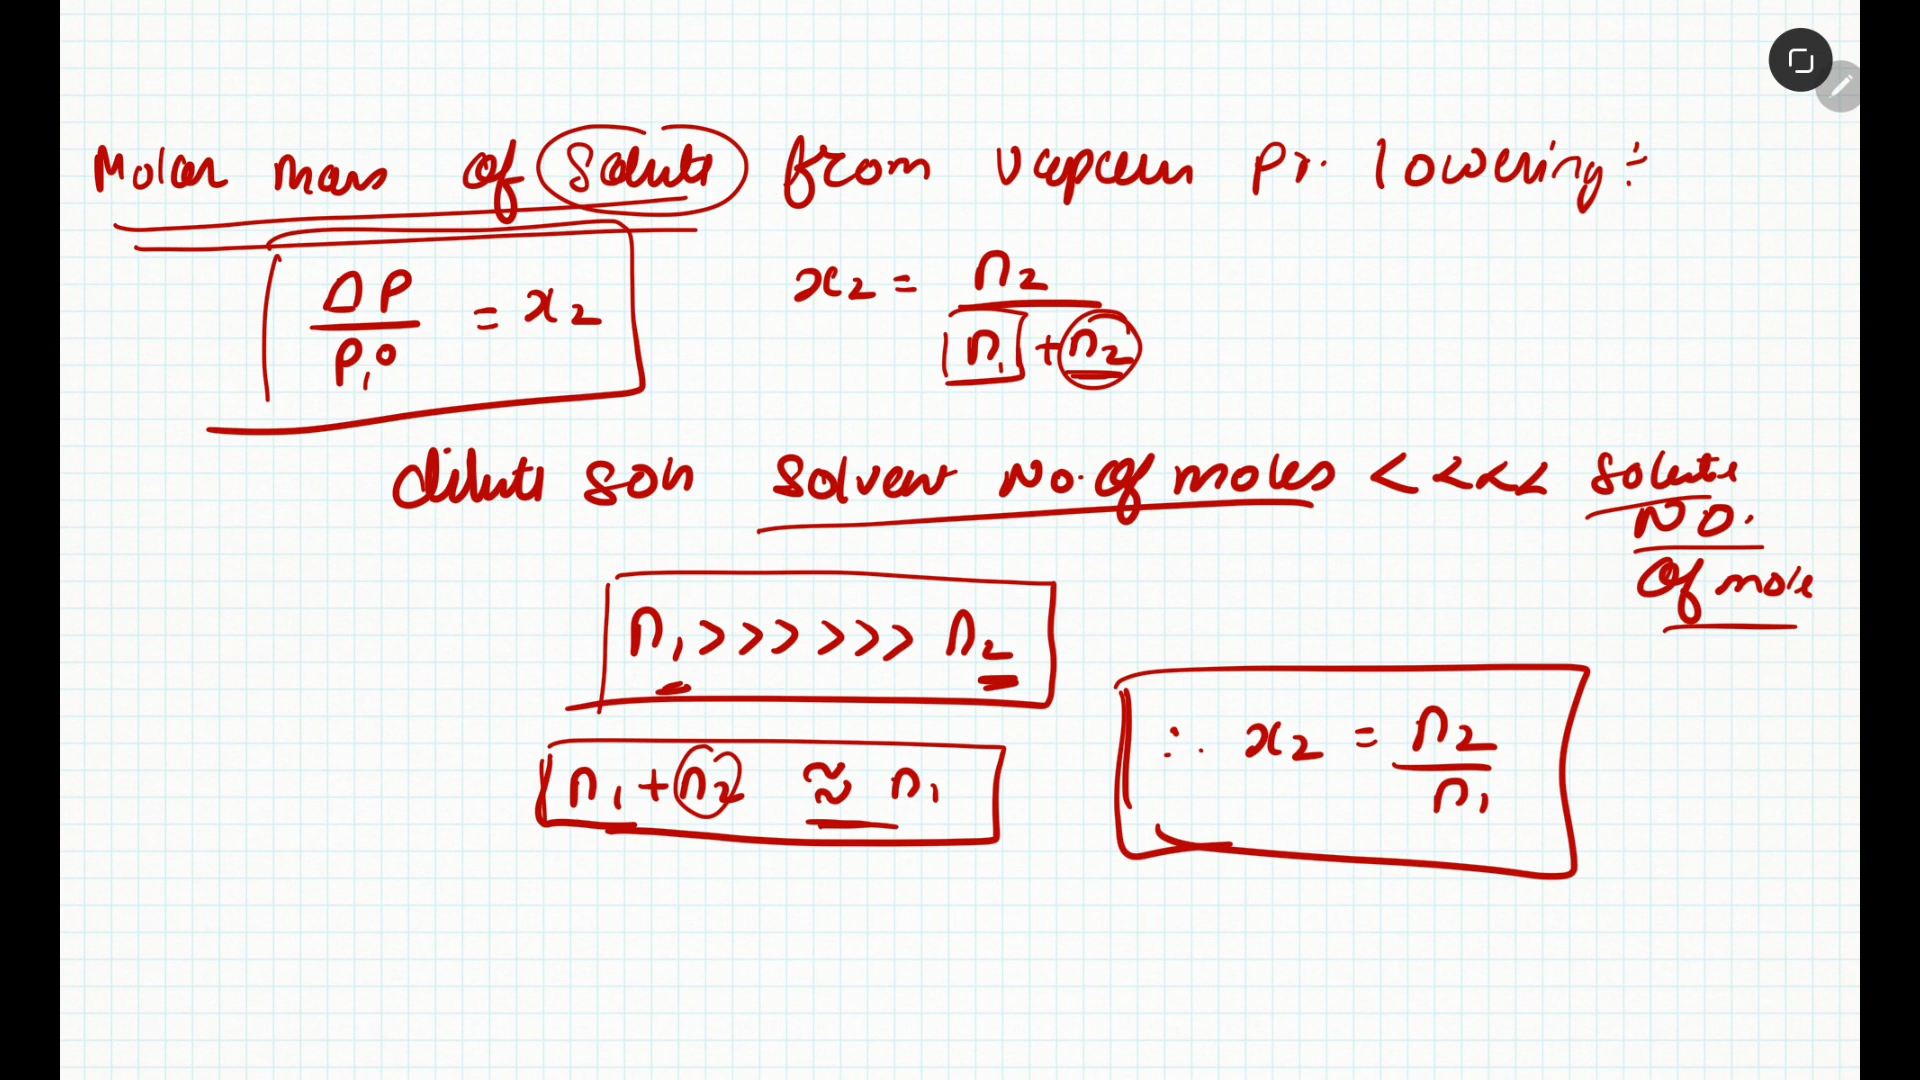 Molar mass of Solute from vapour Pr. lowering :-
ΔP / P₁⁰ = x₂
x₂ = n₂ / n₁ + n₂
dilute soln Solvent No. of moles < < < < Solute No. of mole
n₁ > > > > > > n₂
n₁ + n₂ ≈ n₁
∴ x₂ = n₂ / n₁